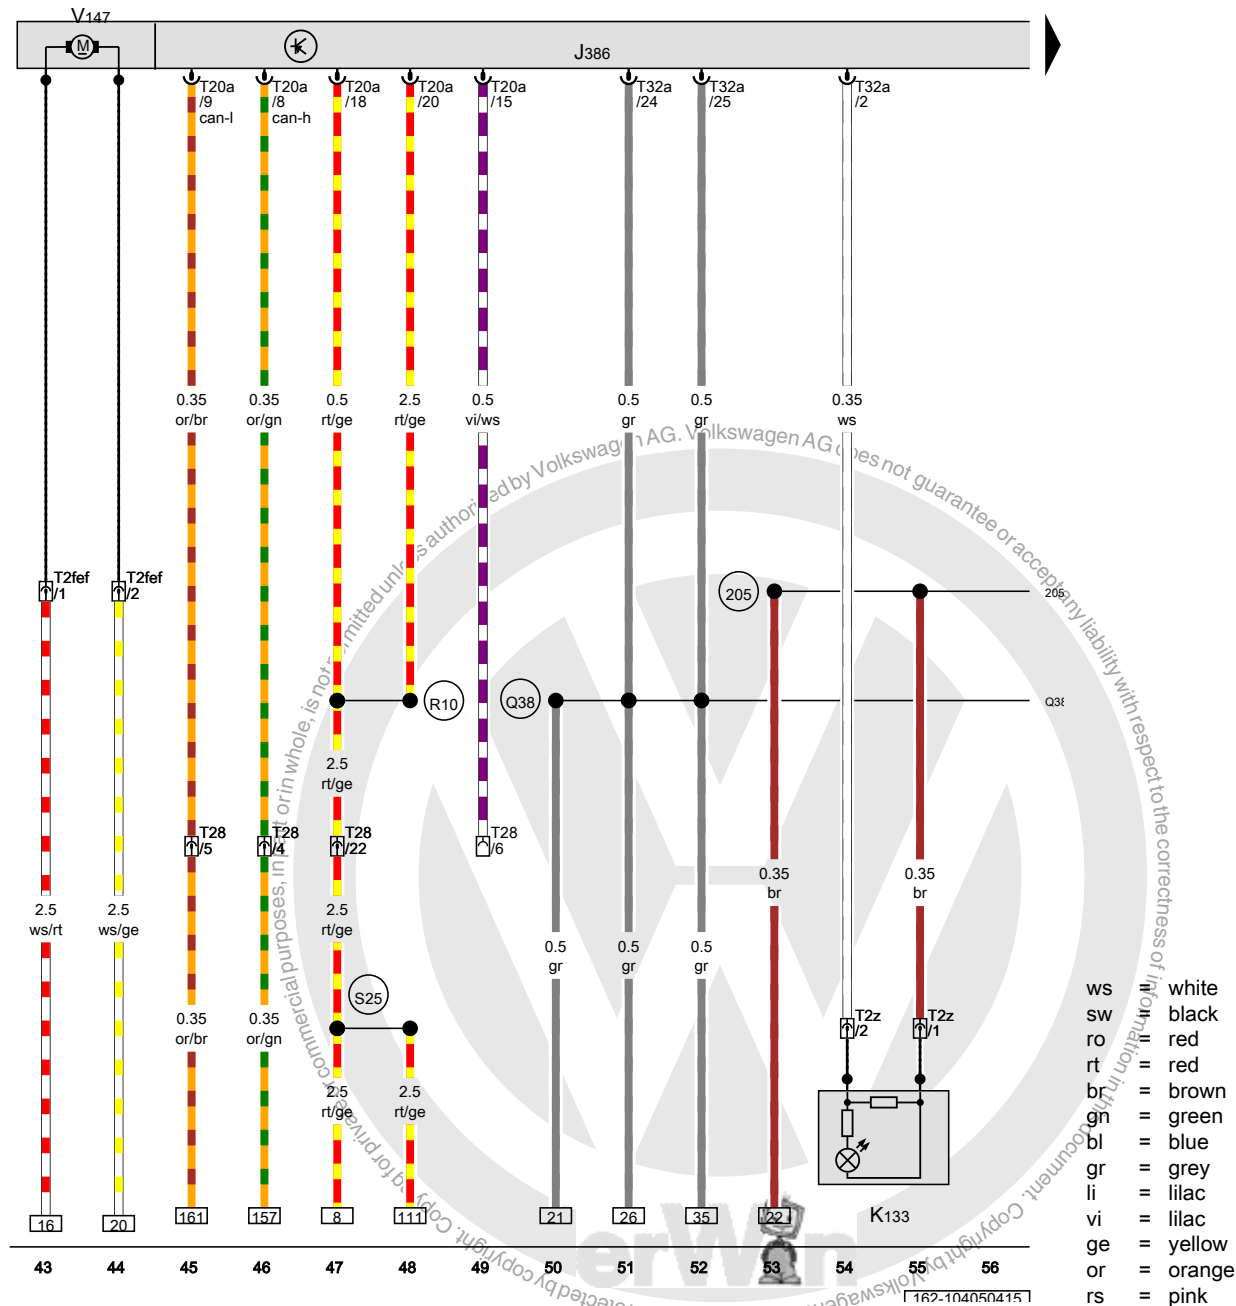 V147
M
J386
T20a
/9
can-l
T20a
/8
can-h
T20a
/18
T20a
/20
T20a
/15
T32a
/24
T32a
/25
T32a
/2
0.35
or/br
0.35
or/gn
0.5
rt/ge
2.5
rt/ge
0.5
vi/ws
0.5
gr
0.5
gr
0.35
ws
T2fef
/1
T2fef
/2
205
205
R10
Q38
Q38
2.5
rt/ge
T28
/5
T28
/4
T28
/22
T28
/6
0.35
br
0.35
br
2.5
ws/rt
2.5
ws/ge
2.5
rt/ge
0.5
gr
0.5
gr
0.5
gr
S25
0.35
or/br
0.35
or/gn
T2z
/2
T2z
/1
2.5
rt/ge
2.5
rt/ge
16
20
161
157
8
111
21
26
35
22
K133
43
44
45
46
47
48
49
50
51
52
53
54
55
56
162-104050415
ws = white
sw = black
ro = red
rt = red
br = brown
gn = green
bl = blue
gr = grey
li = lilac
vi = lilac
ge = yellow
or = orange
rs = pink
erWin